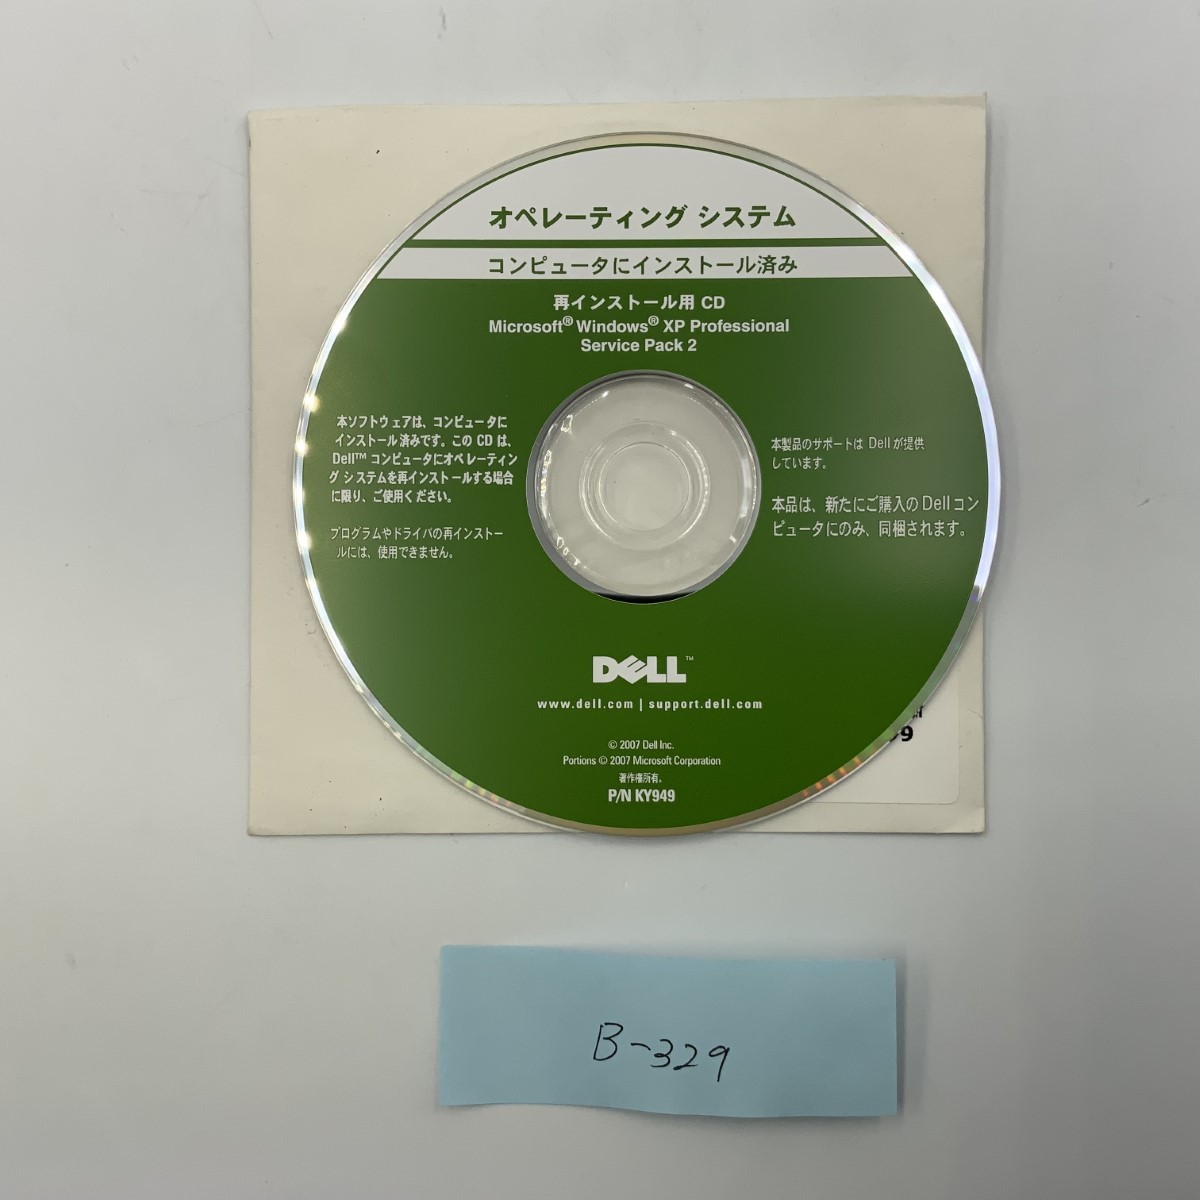 オペレーティング システム
コンピュータにインストール済み
再インストール用 CD
Microsoft® Windows® XP Professional
Service Pack 2
本ソフトウェアは、コンピュータに
インストール済みです。この CD は、
Dell™ コンピュータにオペレーティン
グ システムを再インストールする場合
に限り、ご使用ください。
プログラムやドライバの再インストー
ルには、使用できません。
本製品のサポートは Dell が提供
しています。
本品は、新たにご購入の Dell コン
ピュータにのみ、同梱されます。
DELL™
www.dell.com | support.dell.com
© 2007 Dell Inc.
Portions © 2007 Microsoft Corporation
著作権所有。
P/N KY949
B-329